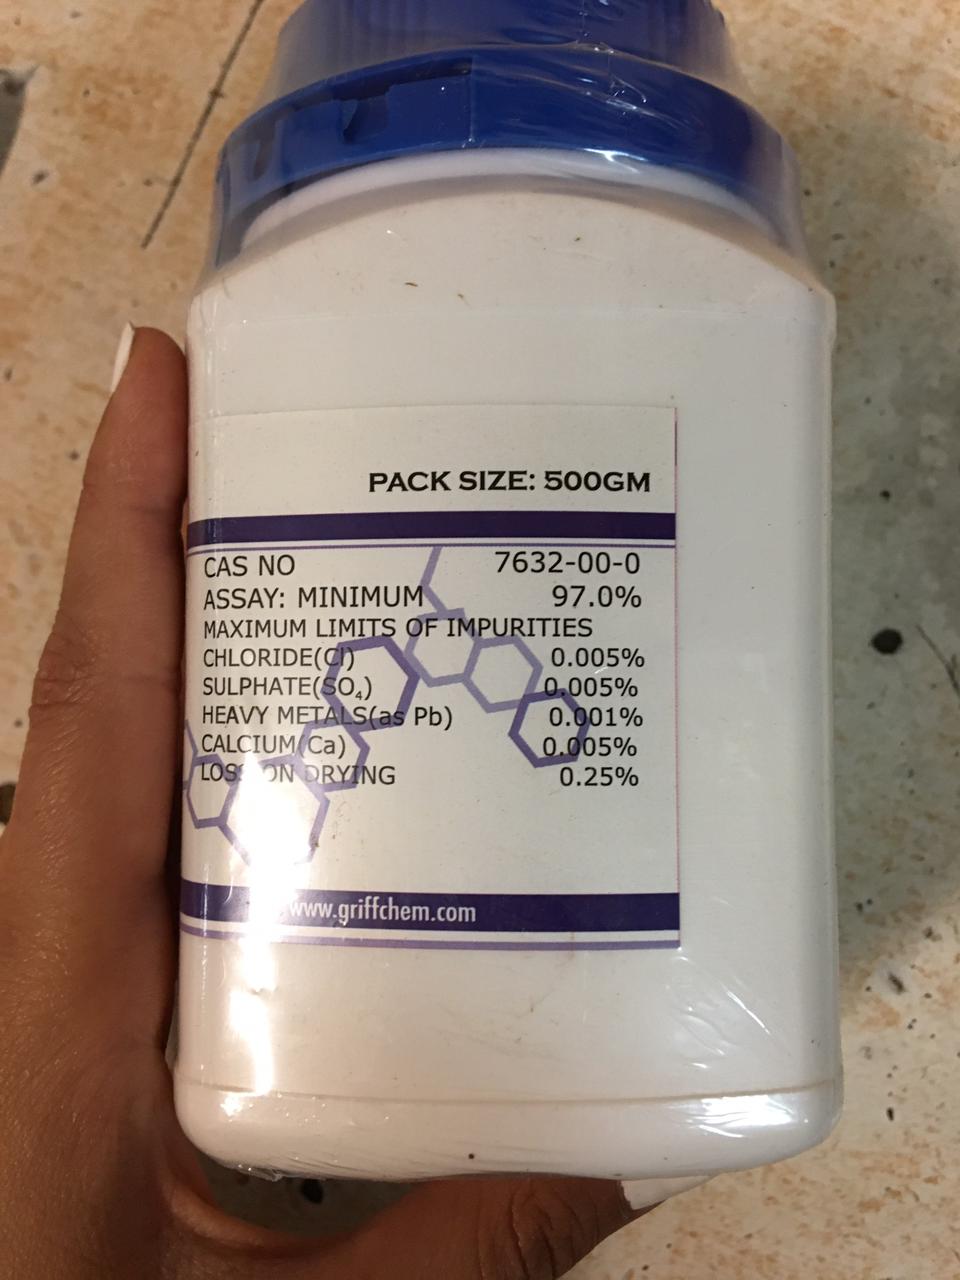 PACK SIZE: 500GM
CAS NO 7632-00-0
ASSAY: MINIMUM 97.0%
MAXIMUM LIMITS OF IMPURITIES
CHLORIDE(Cl) 0.005%
SULPHATE(SO₄) 0.005%
HEAVY METALS(as Pb) 0.001%
CALCIUM(Ca) 0.005%
LOSS ON DRYING 0.25%
www.griffchem.com